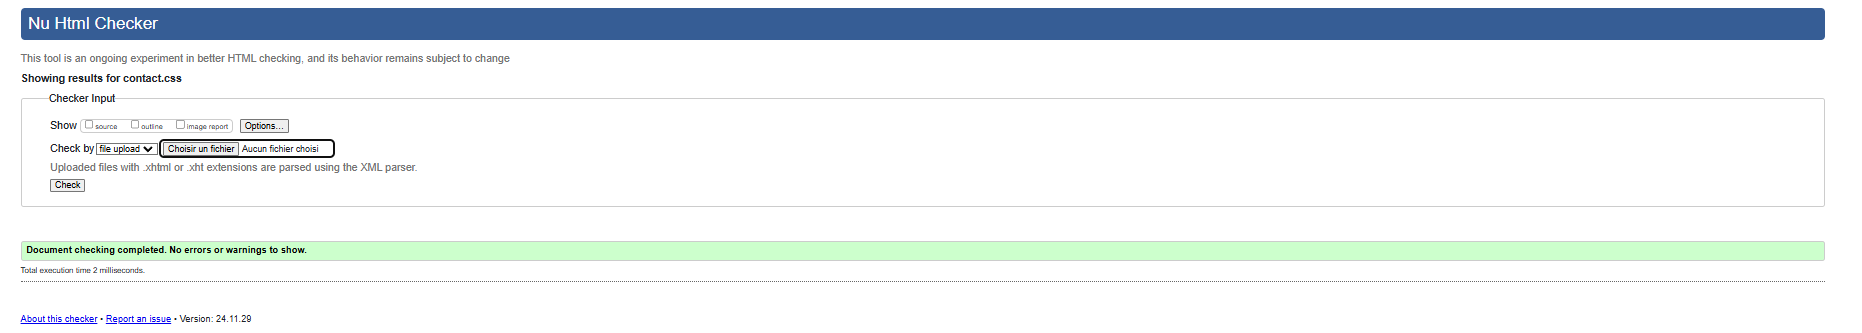 Nu Html Checker
This tool is an ongoing experiment in better HTML checking, and its behavior remains subject to change
Showing results for contact.css
Checker Input
Show source outline image report Options...
Check by file upload Choisir un fichier Aucun fichier choisi
Uploaded files with .xhtml or .xht extensions are parsed using the XML parser.
Check
Document checking completed. No errors or warnings to show.
Total execution time 2 milliseconds.
About this checker • Report an issue • Version: 24.11.29